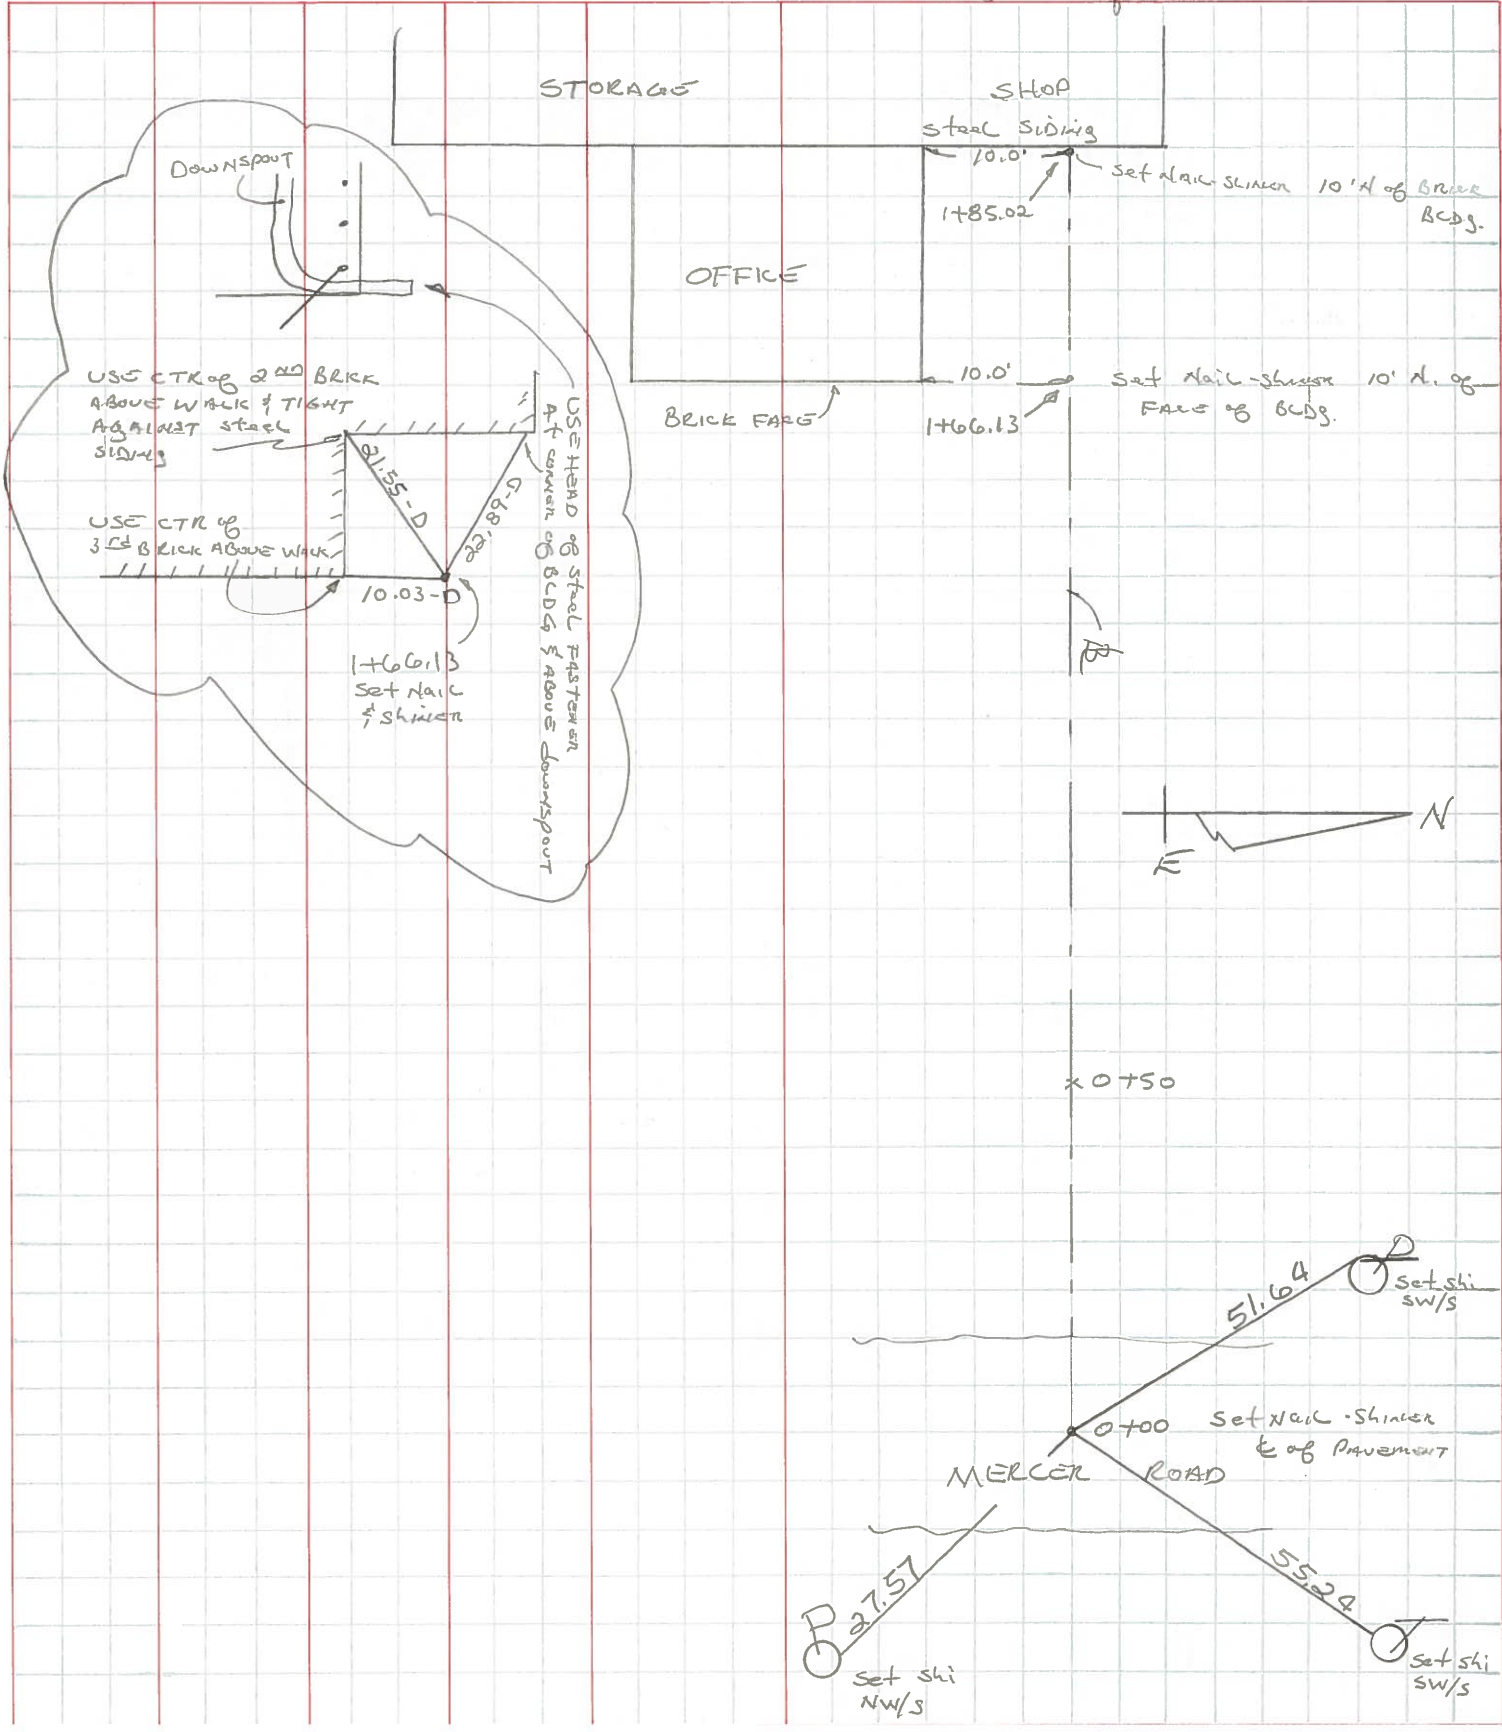 STORAGE
SHOP
Steel SIDING
10.0'
Set NAIL-SHINER 10' N of BRICK
BLDg.
1+85.02
DOWNSPOUT
OFFICE
10.0'
Set NAIL-SHINER 10' N. of
FACE of BLDg.
BRICK FACE
1+66.13
USE CTR of 2ND BRICK
ABOVE WALK & TIGHT
AgAINST Steel
SIDINg
USE CTR of
3rd BRICK ABOVE WALK
21.55-D
22.89-D
10.03-D
1+66.13
Set NAIL
& SHINER
USE HEAD of Steel FASTENER
At CORNER of BLDG & ABOVE downspout
B
N
E
0+50
51.64
Set shi
SW/S
0+00
Set NAIL-SHINER
℄ of PAVEMENT
MERCER ROAD
27.57
55.24
P
Set shi
NW/S
Set shi
SW/S